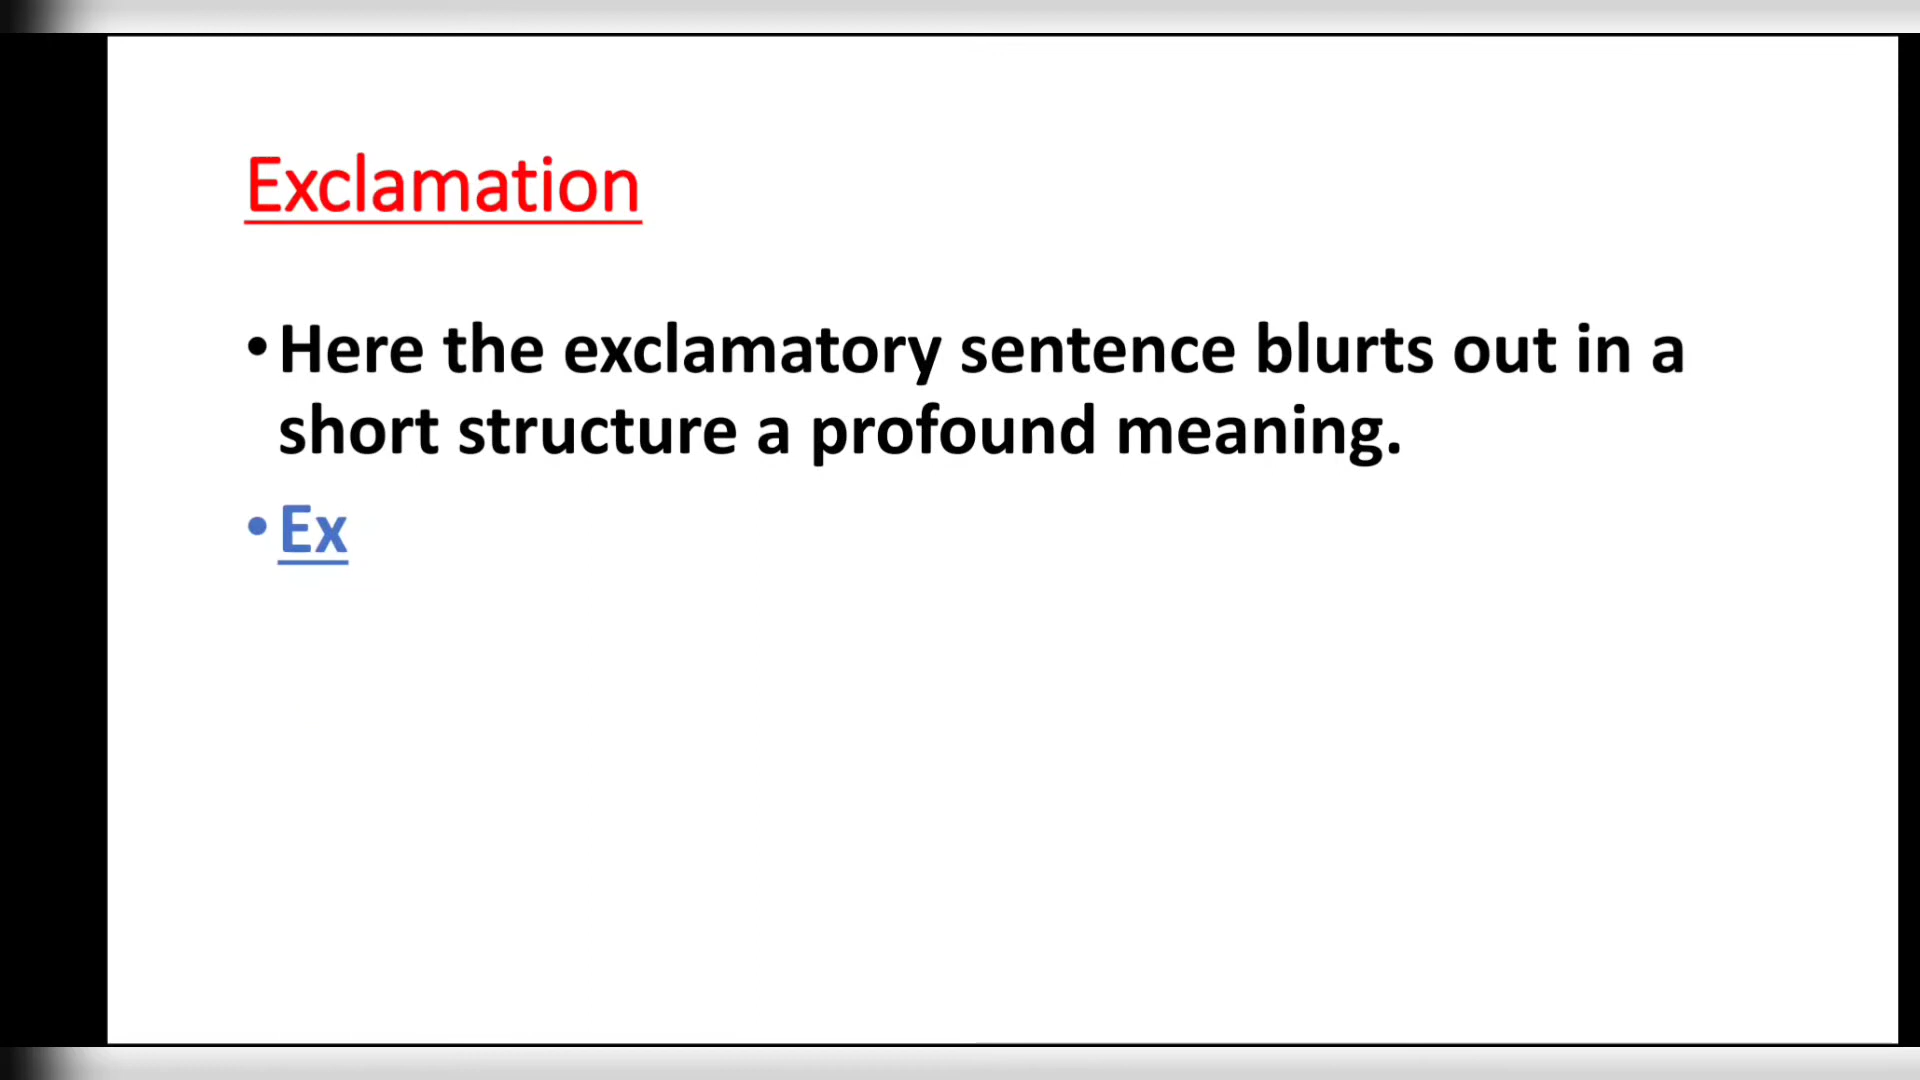 Exclamation
• Here the exclamatory sentence blurts out in a
short structure a profound meaning.
• Ex